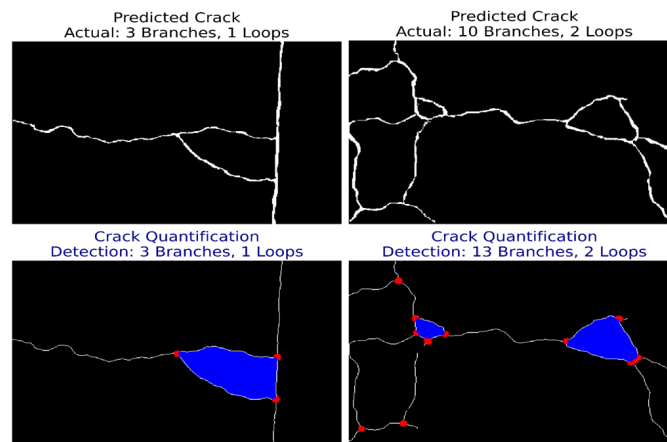 Predicted Crack
Actual: 3 Branches, 1 Loops
Predicted Crack
Actual: 10 Branches, 2 Loops
Crack Quantification
Detection: 3 Branches, 1 Loops
Crack Quantification
Detection: 13 Branches, 2 Loops